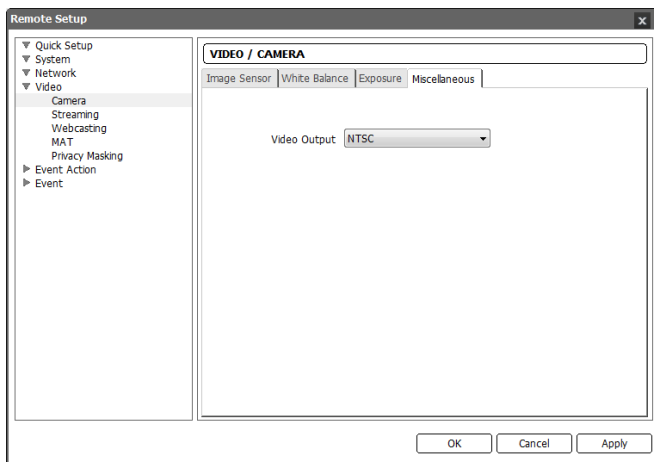 Remote Setup
x
Quick Setup
System
Network
Video
Camera
Streaming
Webcasting
MAT
Privacy Masking
Event Action
Event
VIDEO / CAMERA
Image Sensor White Balance Exposure Miscellaneous
Video Output NTSC
OK Cancel Apply